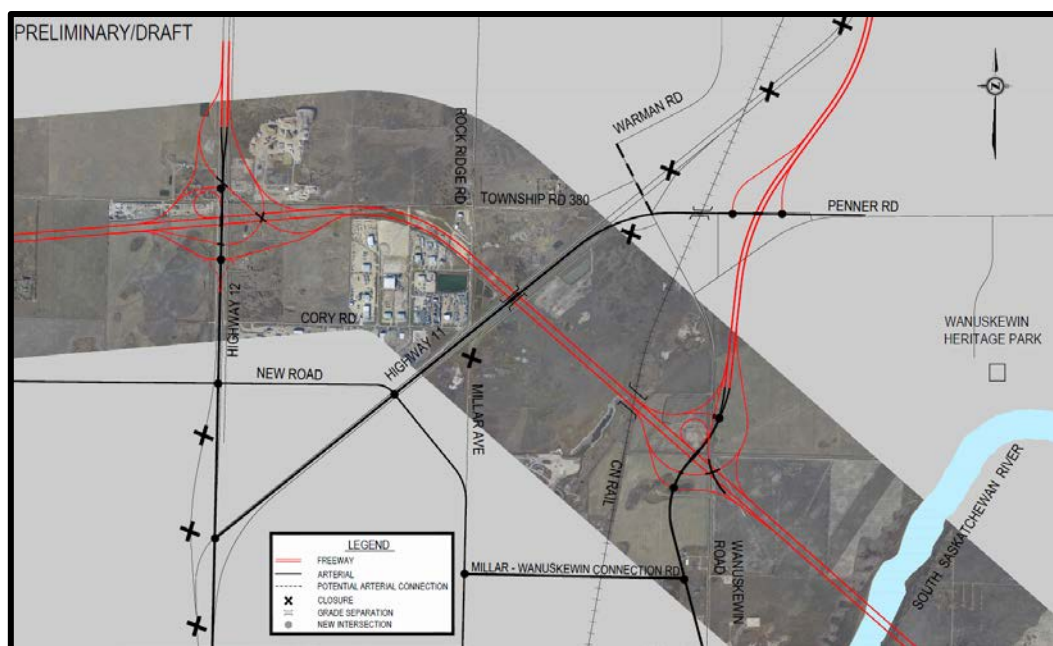 PRELIMINARY/DRAFT
WARMAN RD
ROCK RIDGE RD
TOWNSHIP RD 380
PENNER RD
HIGHWAY 12
CORY RD
HIGHWAY 11
WANUSKEWIN
HERITAGE PARK
NEW ROAD
MILLAR AVE
CN RAIL
SOUTH SASKATCHEWAN RIVER
WANUSKEWIN
ROAD
MILLAR - WANUSKEWIN CONNECTION RD
LEGEND
FREEWAY
ARTERIAL
POTENTIAL ARTERIAL CONNECTION
CLOSURE
GRADE SEPARATION
NEW INTERSECTION